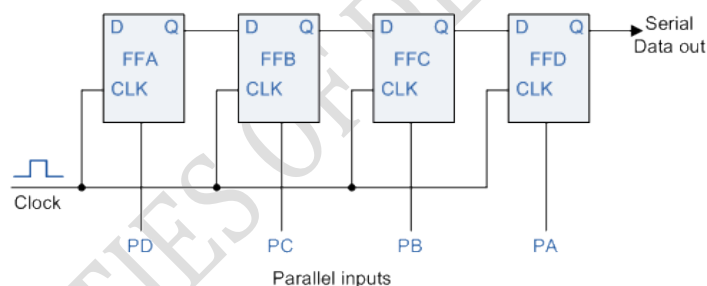 D Q D Q D Q D Q Serial
Data out
FFA FFB FFC FFD
CLK CLK CLK CLK
Clock
PD PC PB PA
Parallel inputs